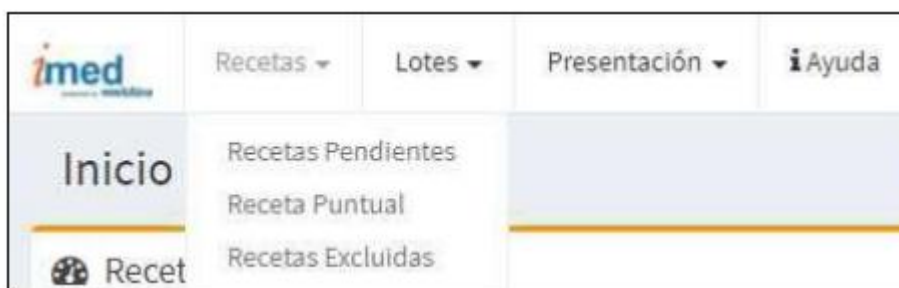 imed
Recetas Lotes Presentación i Ayuda
Recetas Pendientes
Inicio
Receta Puntual
Recetas Excluidas
Recet